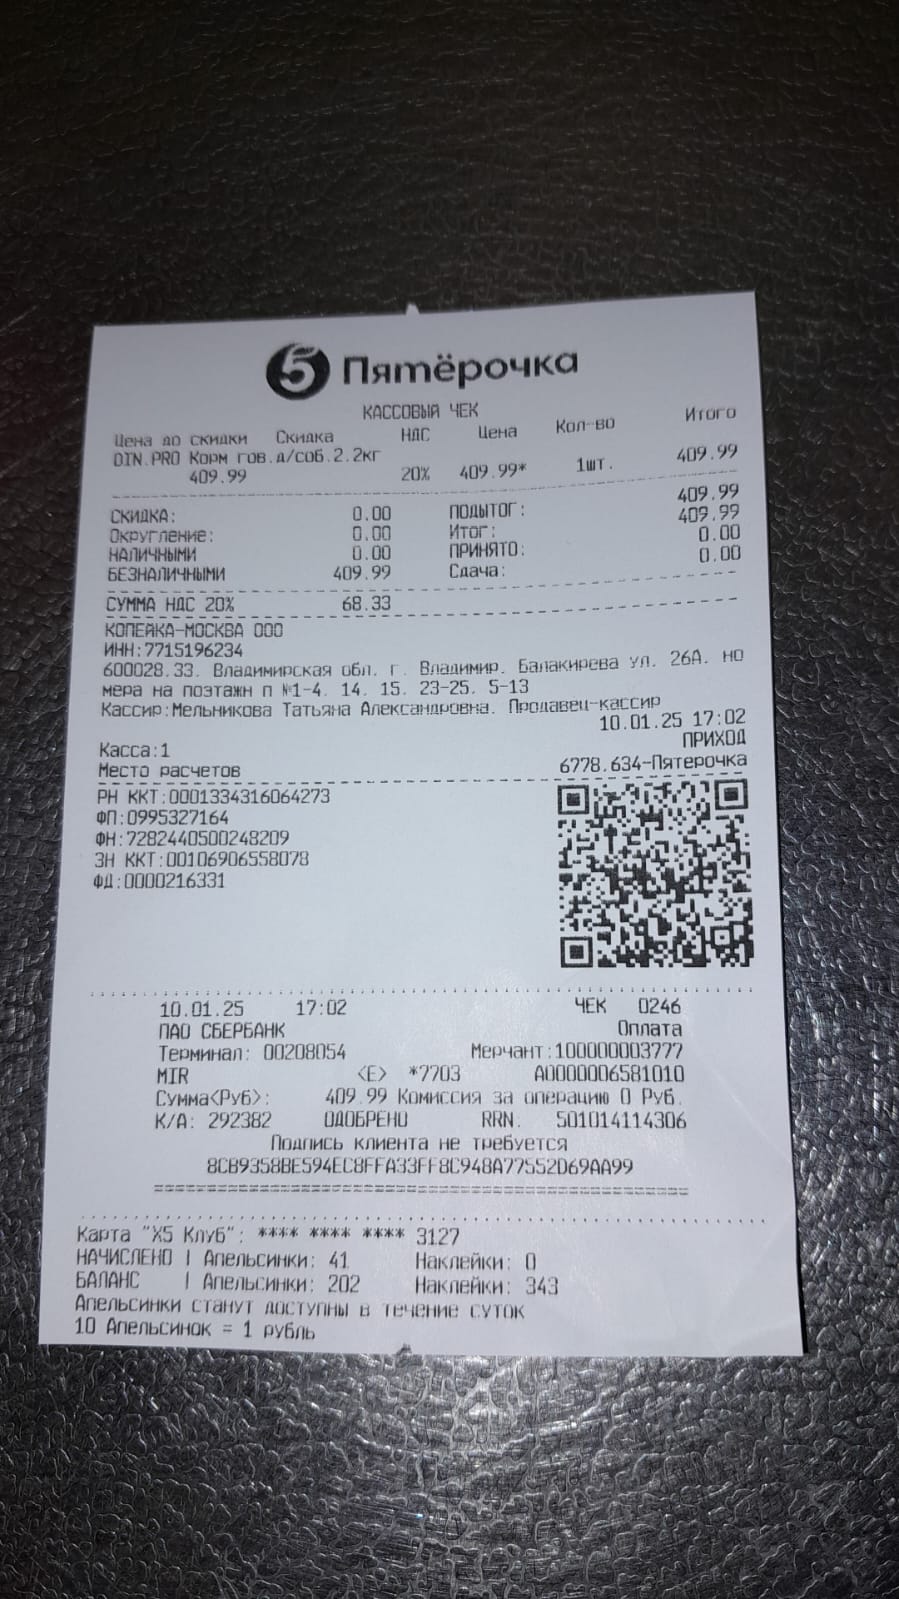 5 Пятёрочка
КАССОВЫЙ ЧЕК
Цена до скидки Скидка НДС Цена Кол-во Итого
DIN.PRO Корм гов.д/соб.2.2кг
409.99 20% 409.99* 1шт. 409.99
СКИДКА: 0.00 ПОДЫТОГ: 409.99
Округление: 0.00 Итог: 409.99
НАЛИЧНЫМИ 0.00 ПРИНЯТО: 0.00
БЕЗНАЛИЧНЫМИ 409.99 Сдача: 0.00
СУММА НДС 20% 68.33
КОПЕЙКА-МОСКВА ООО
ИНН:7715196234
600028.33. Владимирская обл. г. Владимир. Балакирева ул. 26А. но
мера на поэтажн п №1-4. 14. 15. 23-25. 5-13
Кассир:Мельникова Татьяна Александровна. Продавец-кассир
10.01.25 17:02
Касса:1 ПРИХОД
Место расчетов 6778.634-Пятерочка
РН ККТ:0001334316064273
ФП:0995327164
ФН:7282440500248209
ЗН ККТ:00106906558078
ФД:0000216331
10.01.25 17:02 ЧЕК 0246
ПАО СБЕРБАНК Оплата
Терминал: 00208054 Мерчант:100000003777
MIR <E> *7703 A0000006581010
Сумма<Руб>: 409.99 Комиссия за операцию 0 Руб.
К/А: 292382 ОДОБРЕНО RRN. 501014114306
Подпись клиента не требуется
8CB9358BE594EC8FFA33FF8C948A77552D69AA99
================================================
Карта "X5 Клуб": **** **** **** 3127
НАЧИСЛЕНО | Апельсинки: 41 Наклейки: 0
БАЛАНС | Апельсинки: 202 Наклейки: 343
Апельсинки станут доступны в течение суток
10 Апельсинок = 1 рубль